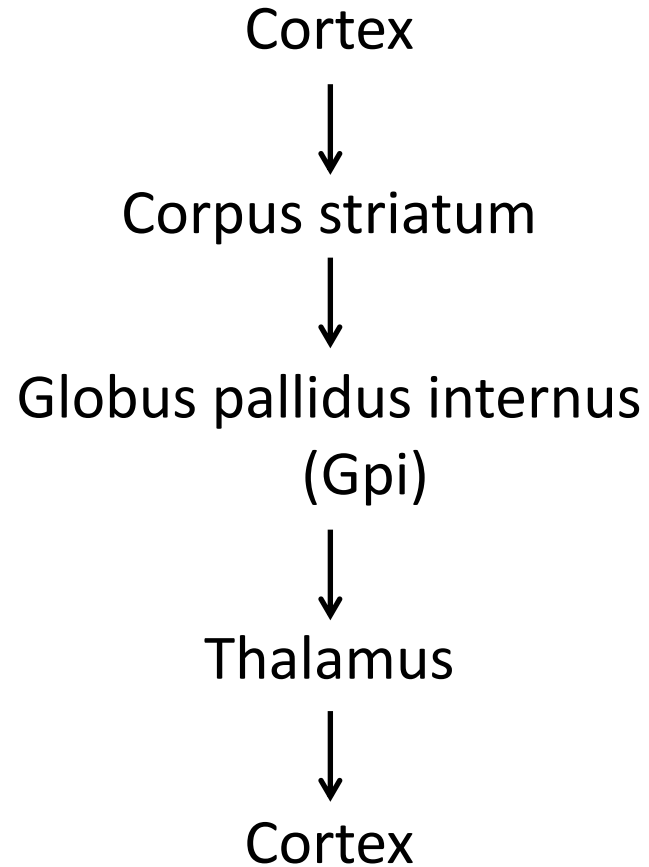 Cortex
Corpus striatum
Globus pallidus internus
(Gpi)
Thalamus
Cortex